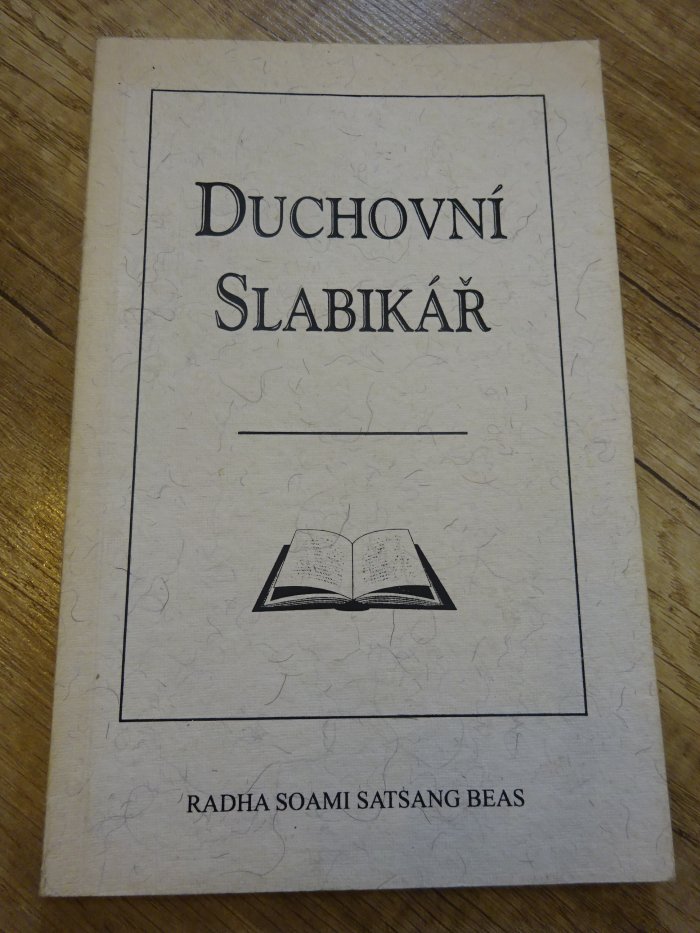 DUCHOVNÍ
SLABIKÁŘ
RADHA SOAMI SATSANG BEAS